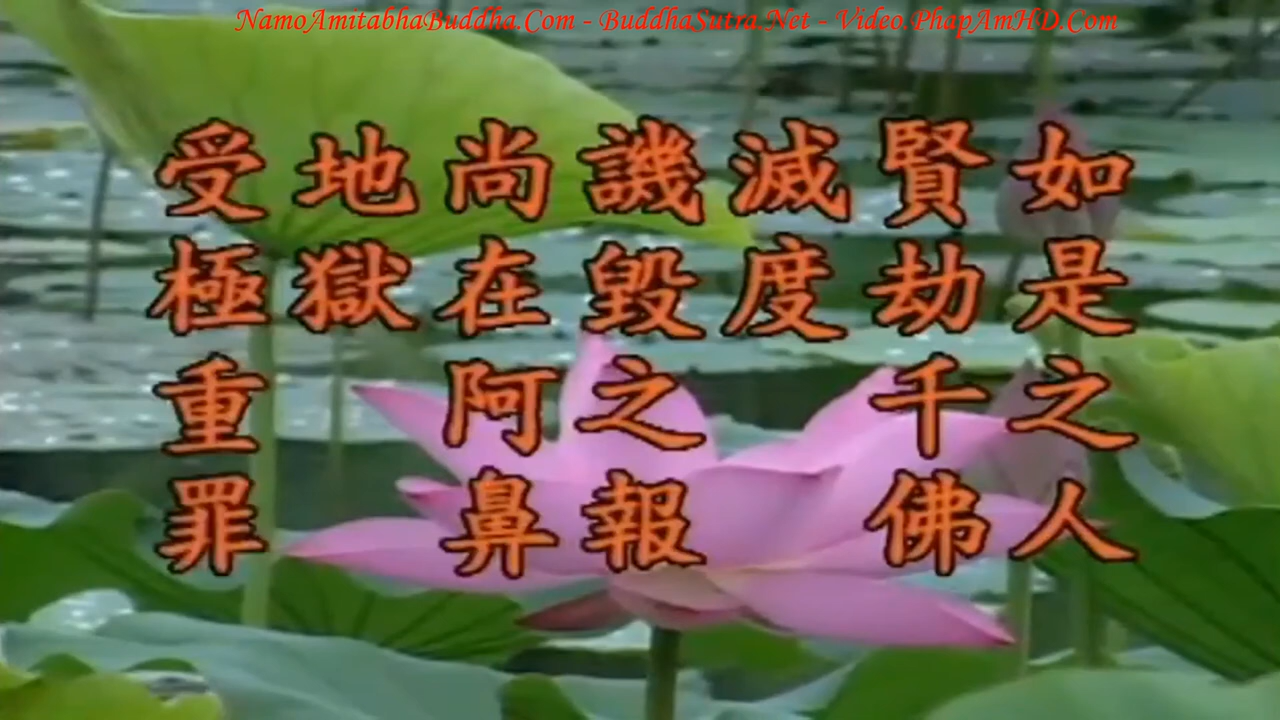 NamoAmitabhaBuddha.Com - BuddhaSutra.Net - Video.PhapAmHD.Com
如是之人
賢劫千佛
滅度
譏毀之報
尚在阿鼻
地獄
受極重罪